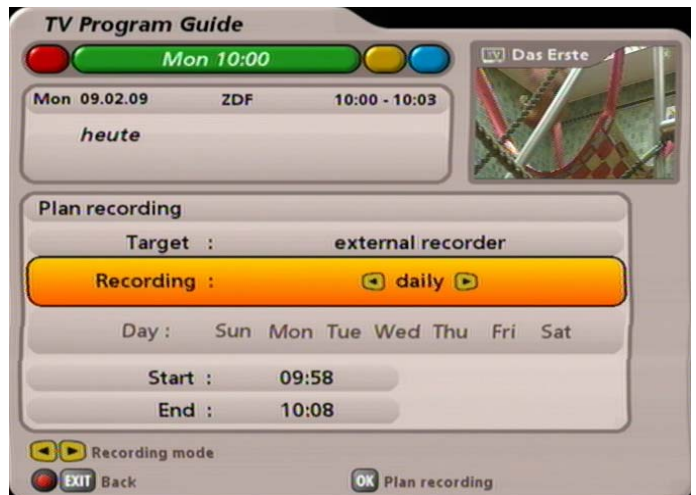 TV Program Guide
Mon 10:00
TV Das Erste
Mon 09.02.09 ZDF 10:00 - 10:03
heute
Plan recording
Target : external recorder
Recording : daily
Day : Sun Mon Tue Wed Thu Fri Sat
Start : 09:58
End : 10:08
Recording mode
EXIT Back OK Plan recording